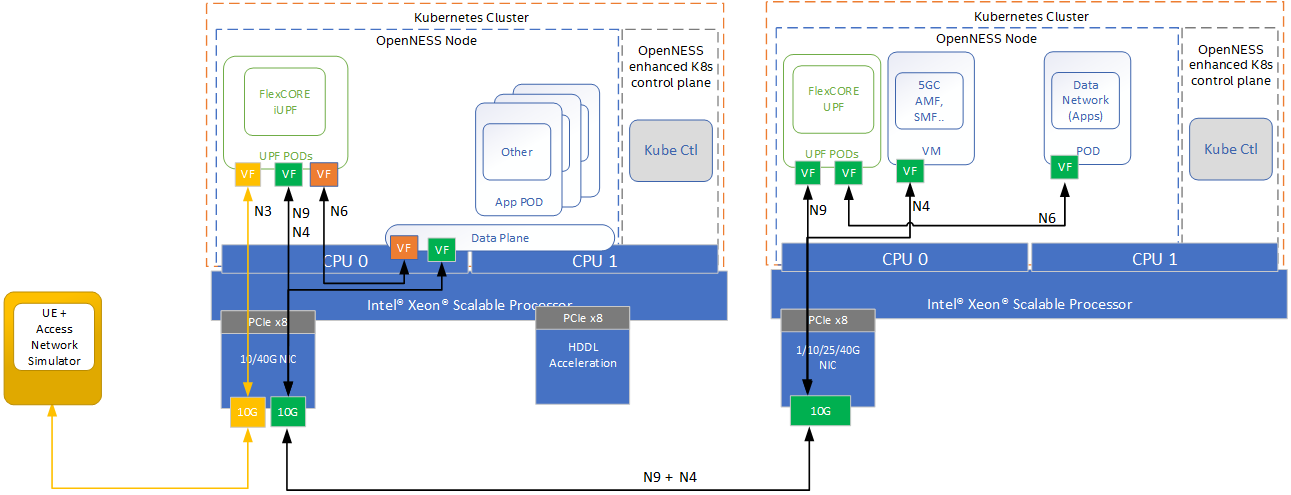 Kubernetes Cluster
OpenNESS Node
OpenNESS
enhanced K8s
control plane
FlexCORE
iUPF
UPF PODs
VF
VF
VF
Other
App POD
Kube Ctl
N3
N9
N4
N6
Data Plane
VF
VF
CPU 0
CPU 1
Intel® Xeon® Scalable Processor
PCIe x8
10/40G NIC
10G
10G
PCIe x8
HDDL
Acceleration
UE +
Access
Network
Simulator
Kubernetes Cluster
OpenNESS Node
OpenNESS
enhanced K8s
control plane
FlexCORE
UPF
UPF PODs
VF
VF
5GC
AMF,
SMF..
VM
VF
Data
Network
(Apps)
POD
VF
Kube Ctl
N9
N4
N6
CPU 0
CPU 1
Intel® Xeon® Scalable Processor
PCIe x8
1/10/25/40G
NIC
10G
N9 + N4